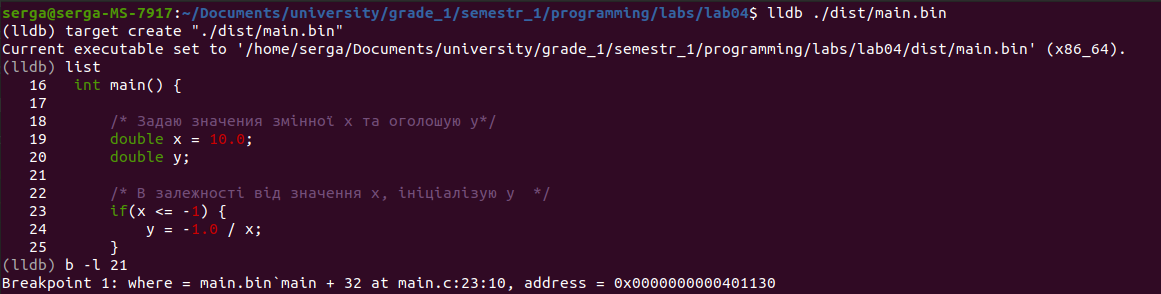 serga@serga-MS-7917:~/Documents/university/grade_1/semestr_1/programming/labs/lab04$ lldb ./dist/main.bin
(lldb) target create "./dist/main.bin"
Current executable set to '/home/serga/Documents/university/grade_1/semestr_1/programming/labs/lab04/dist/main.bin' (x86_64).
(lldb) list
   16   	int main() {
   17
   18   	    /* Задаю значення змінної x та оголошую y*/
   19   	    double x = 10.0;
   20   	    double y;
   21
   22   	    /* В залежності від значення x, ініціалізую y  */
   23   	    if(x <= -1) {
   24   	        y = -1.0 / x;
   25   	    }
(lldb) b -l 21
Breakpoint 1: where = main.bin`main + 32 at main.c:23:10, address = 0x0000000000401130